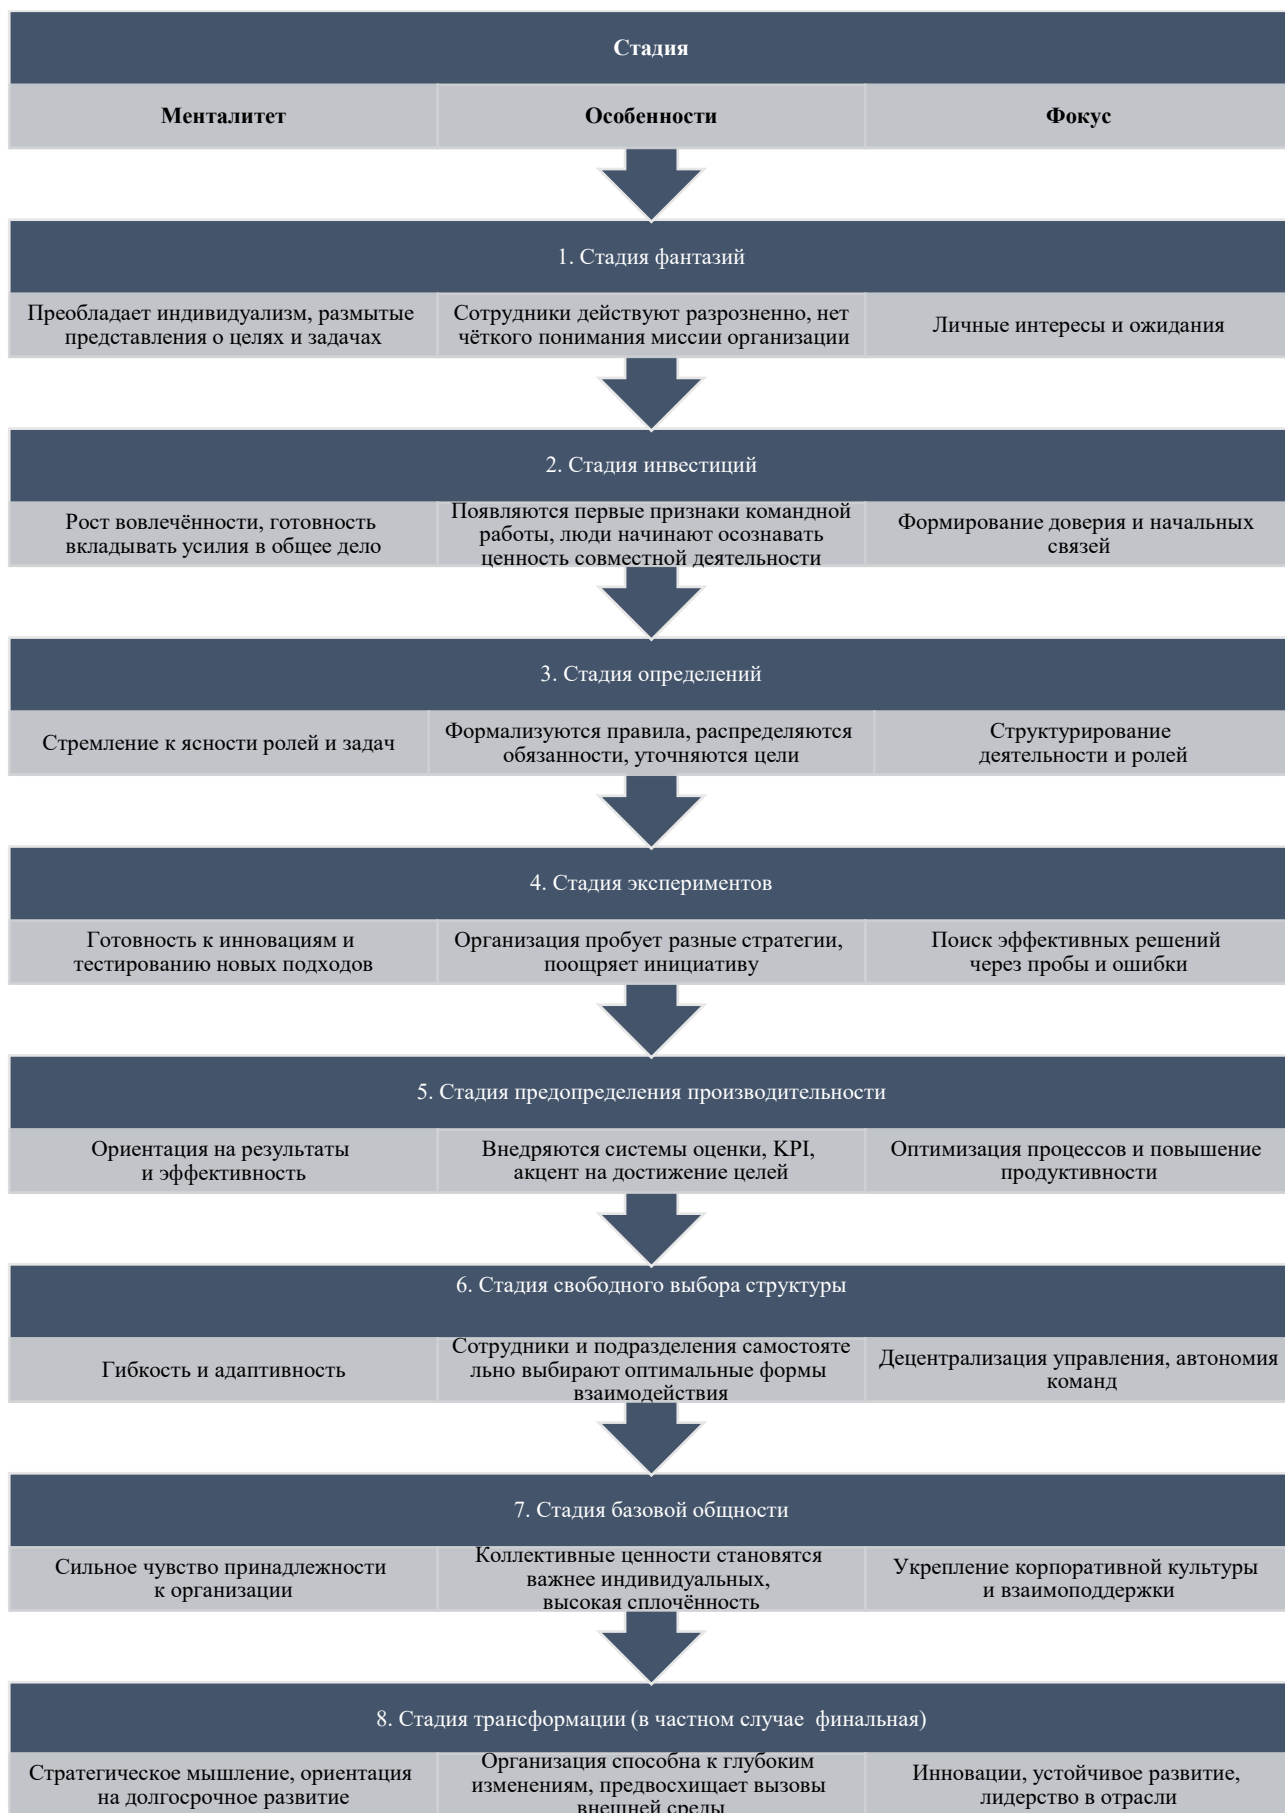 Стадия
Менталитет
Особенности
Фокус
1. Стадия фантазий
Преобладает индивидуализм, размытые
представления о целях и задачах
Сотрудники действуют разрозненно, нет
чёткого понимания миссии организации
Личные интересы и ожидания
2. Стадия инвестиций
Рост вовлечённости, готовность
вкладывать усилия в общее дело
Появляются первые признаки командной
работы, люди начинают осознавать
ценность совместной деятельности
Формирование доверия и начальных
связей
3. Стадия определений
Стремление к ясности ролей и задач
Формализуются правила, распределяются
обязанности, уточняются цели
Структурирование
деятельности и ролей
4. Стадия экспериментов
Готовность к инновациям и
тестированию новых подходов
Организация пробует разные стратегии,
поощряет инициативу
Поиск эффективных решений
через пробы и ошибки
5. Стадия предопределения производительности
Ориентация на результаты
и эффективность
Внедряются системы оценки, KPI,
акцент на достижение целей
Оптимизация процессов и повышение
продуктивности
6. Стадия свободного выбора структуры
Гибкость и адаптивность
Сотрудники и подразделения самостояте
льно выбирают оптимальные формы
взаимодействия
Децентрализация управления, автономия
команд
7. Стадия базовой общности
Сильное чувство принадлежности
к организации
Коллективные ценности становятся
важнее индивидуальных,
высокая сплочённость
Укрепление корпоративной культуры
и взаимоподдержки
8. Стадия трансформации (в частном случае финальная)
Стратегическое мышление, ориентация
на долгосрочное развитие
Организация способна к глубоким
изменениям, предвосхищает вызовы
внешней среды
Инновации, устойчивое развитие,
лидерство в отрасли